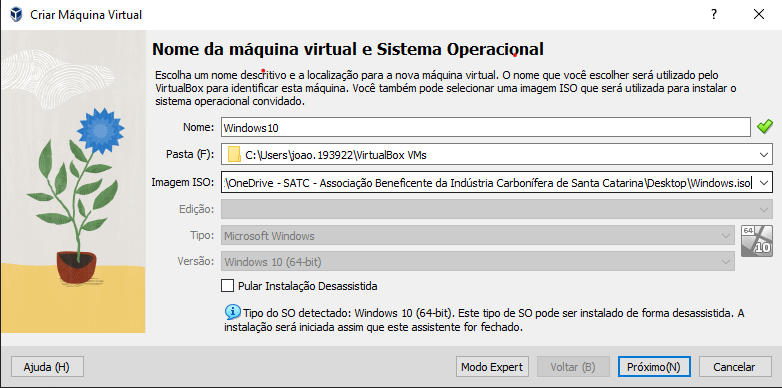 Criar Máquina Virtual
Nome da máquina virtual e Sistema Operacional
Escolha um nome descritivo e a localização para a nova máquina virtual. O nome que você escolher será utilizado pelo
VirtualBox para identificar esta máquina. Você também pode selecionar uma imagem ISO que será utilizada para instalar o
sistema operacional convidado.
Nome: Windows10
Pasta (F): C:\Users\joao.193922\VirtualBox VMs
Imagem ISO: \OneDrive - SATC - Associação Beneficente da Indústria Carbonífera de Santa Catarina\Desktop\Windows.iso
Edição:
Tipo: Microsoft Windows
64
Versão: Windows 10 (64-bit)
10
Pular Instalação Desassistida
Tipo do SO detectado: Windows 10 (64-bit). Este tipo de SO pode ser instalado de forma desassistida. A
instalação será iniciada assim que este assistente for fechado.
Ajuda (H) Modo Expert Voltar (B) Próximo(N) Cancelar